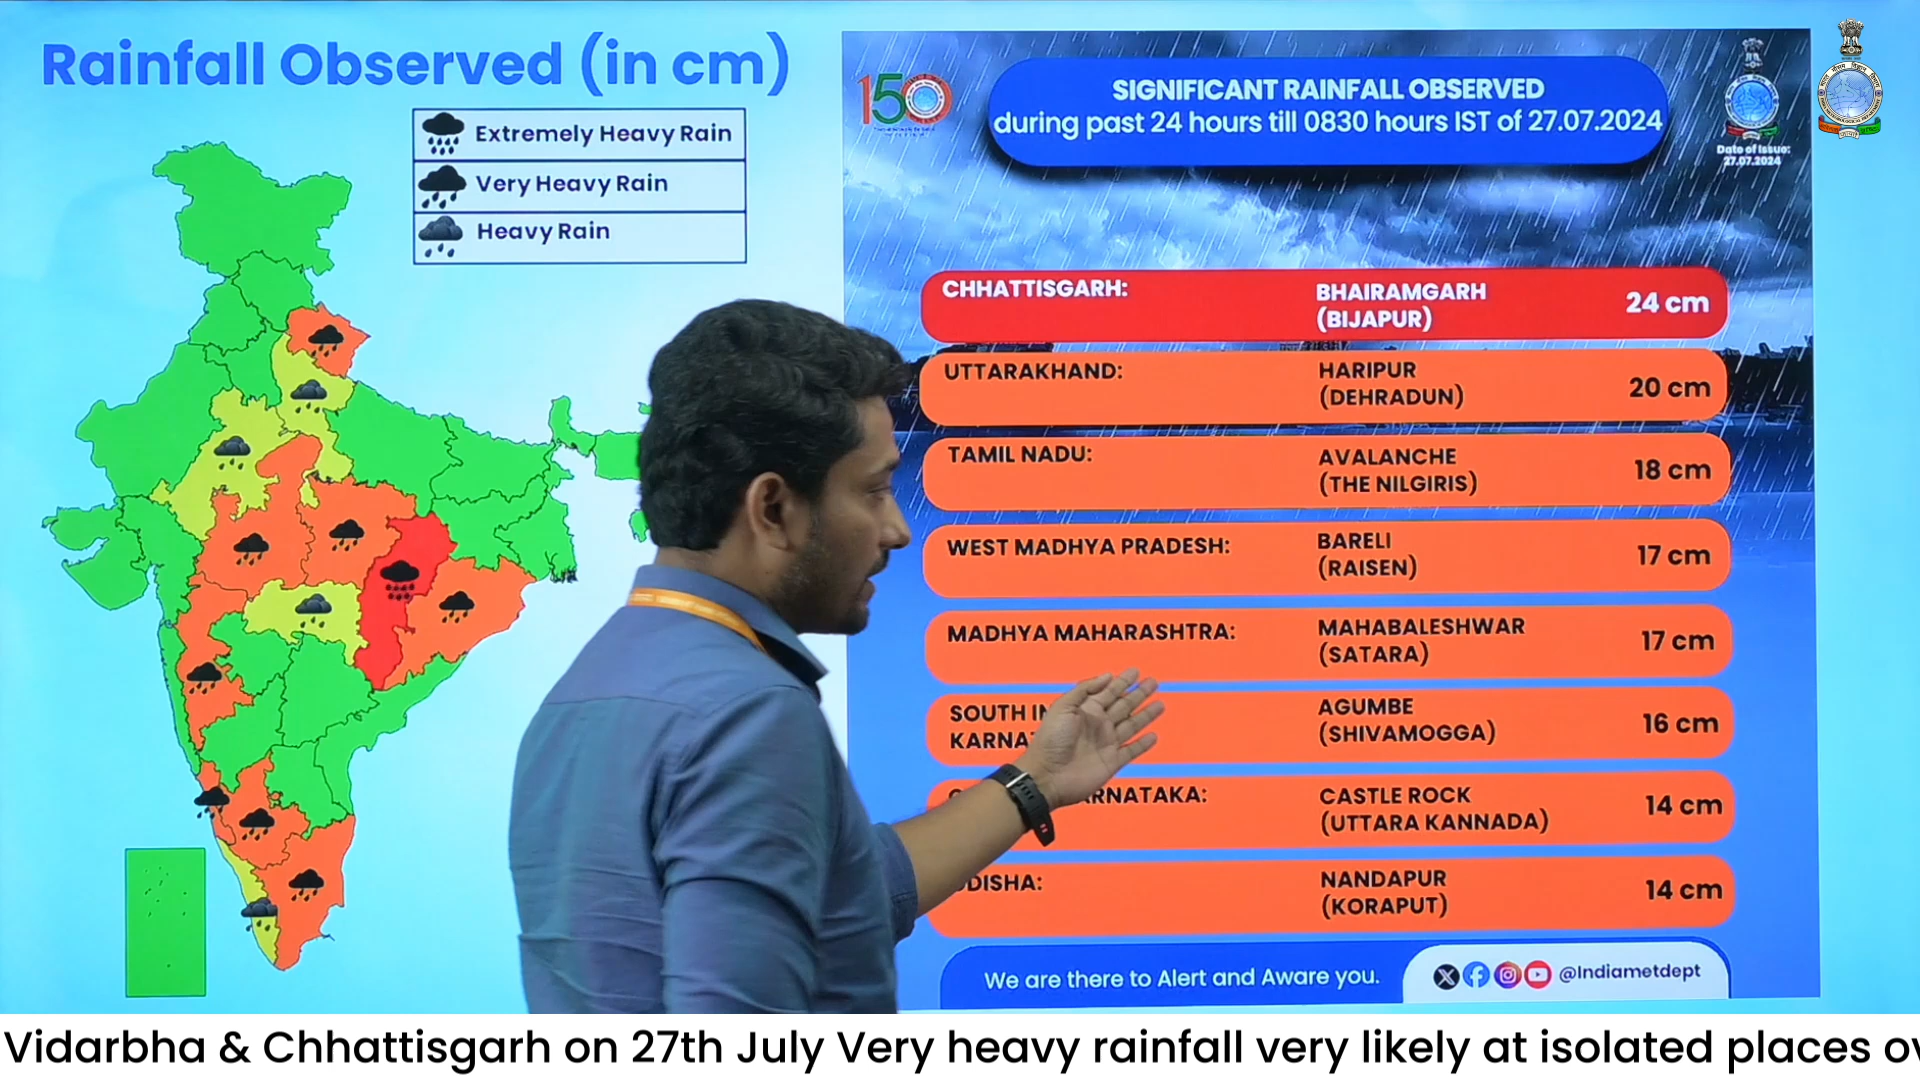 Rainfall Observed (in cm)
Extremely Heavy Rain
Very Heavy Rain
Heavy Rain
150
SIGNIFICANT RAINFALL OBSERVED
during past 24 hours till 0830 hours IST of 27.07.2024
Date of Issue:
27.07.2024
CHHATTISGARH: BHAIRAMGARH (BIJAPUR) 24 cm
UTTARAKHAND: HARIPUR (DEHRADUN) 20 cm
TAMIL NADU: AVALANCHE (THE NILGIRIS) 18 cm
WEST MADHYA PRADESH: BARELI (RAISEN) 17 cm
MADHYA MAHARASHTRA: MAHABALESHWAR (SATARA) 17 cm
SOUTH AGUMBE (SHIVAMOGGA) 16 cm
CASTLE ROCK (UTTARA KANNADA) 14 cm
NANDAPUR (KORAPUT) 14 cm
We are there to Alert and Aware you.
@Indiametdept
Vidarbha & Chhattisgarh on 27th July Very heavy rainfall very likely at isolated places